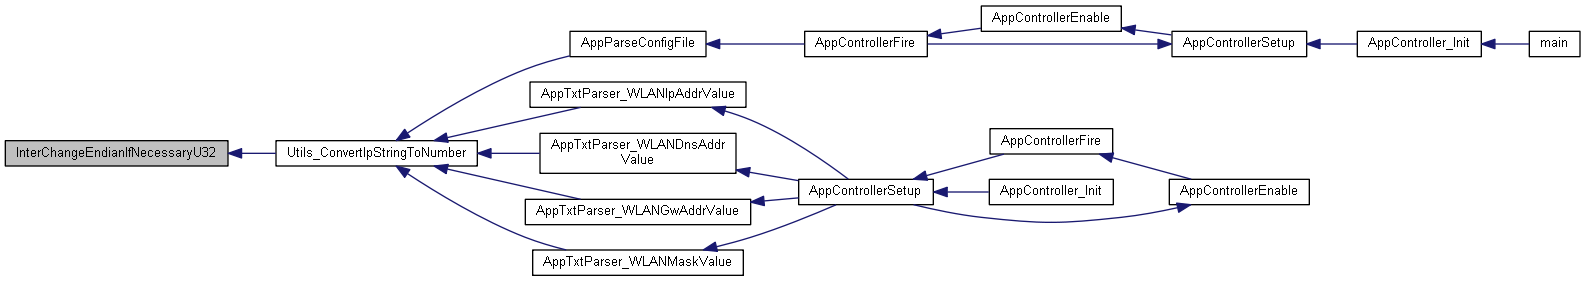 InterChangeEndianIfNecessaryU32
Utils_ConvertIpStringToNumber
AppParseConfigFile
AppControllerFire
AppControllerEnable
AppControllerSetup
AppController_Init
main
AppTxtParser_WLANIpAddrValue
AppTxtParser_WLANDnsAddr
Value
AppTxtParser_WLANGwAddrValue
AppTxtParser_WLANMaskValue
AppControllerSetup
AppControllerFire
AppController_Init
AppControllerEnable